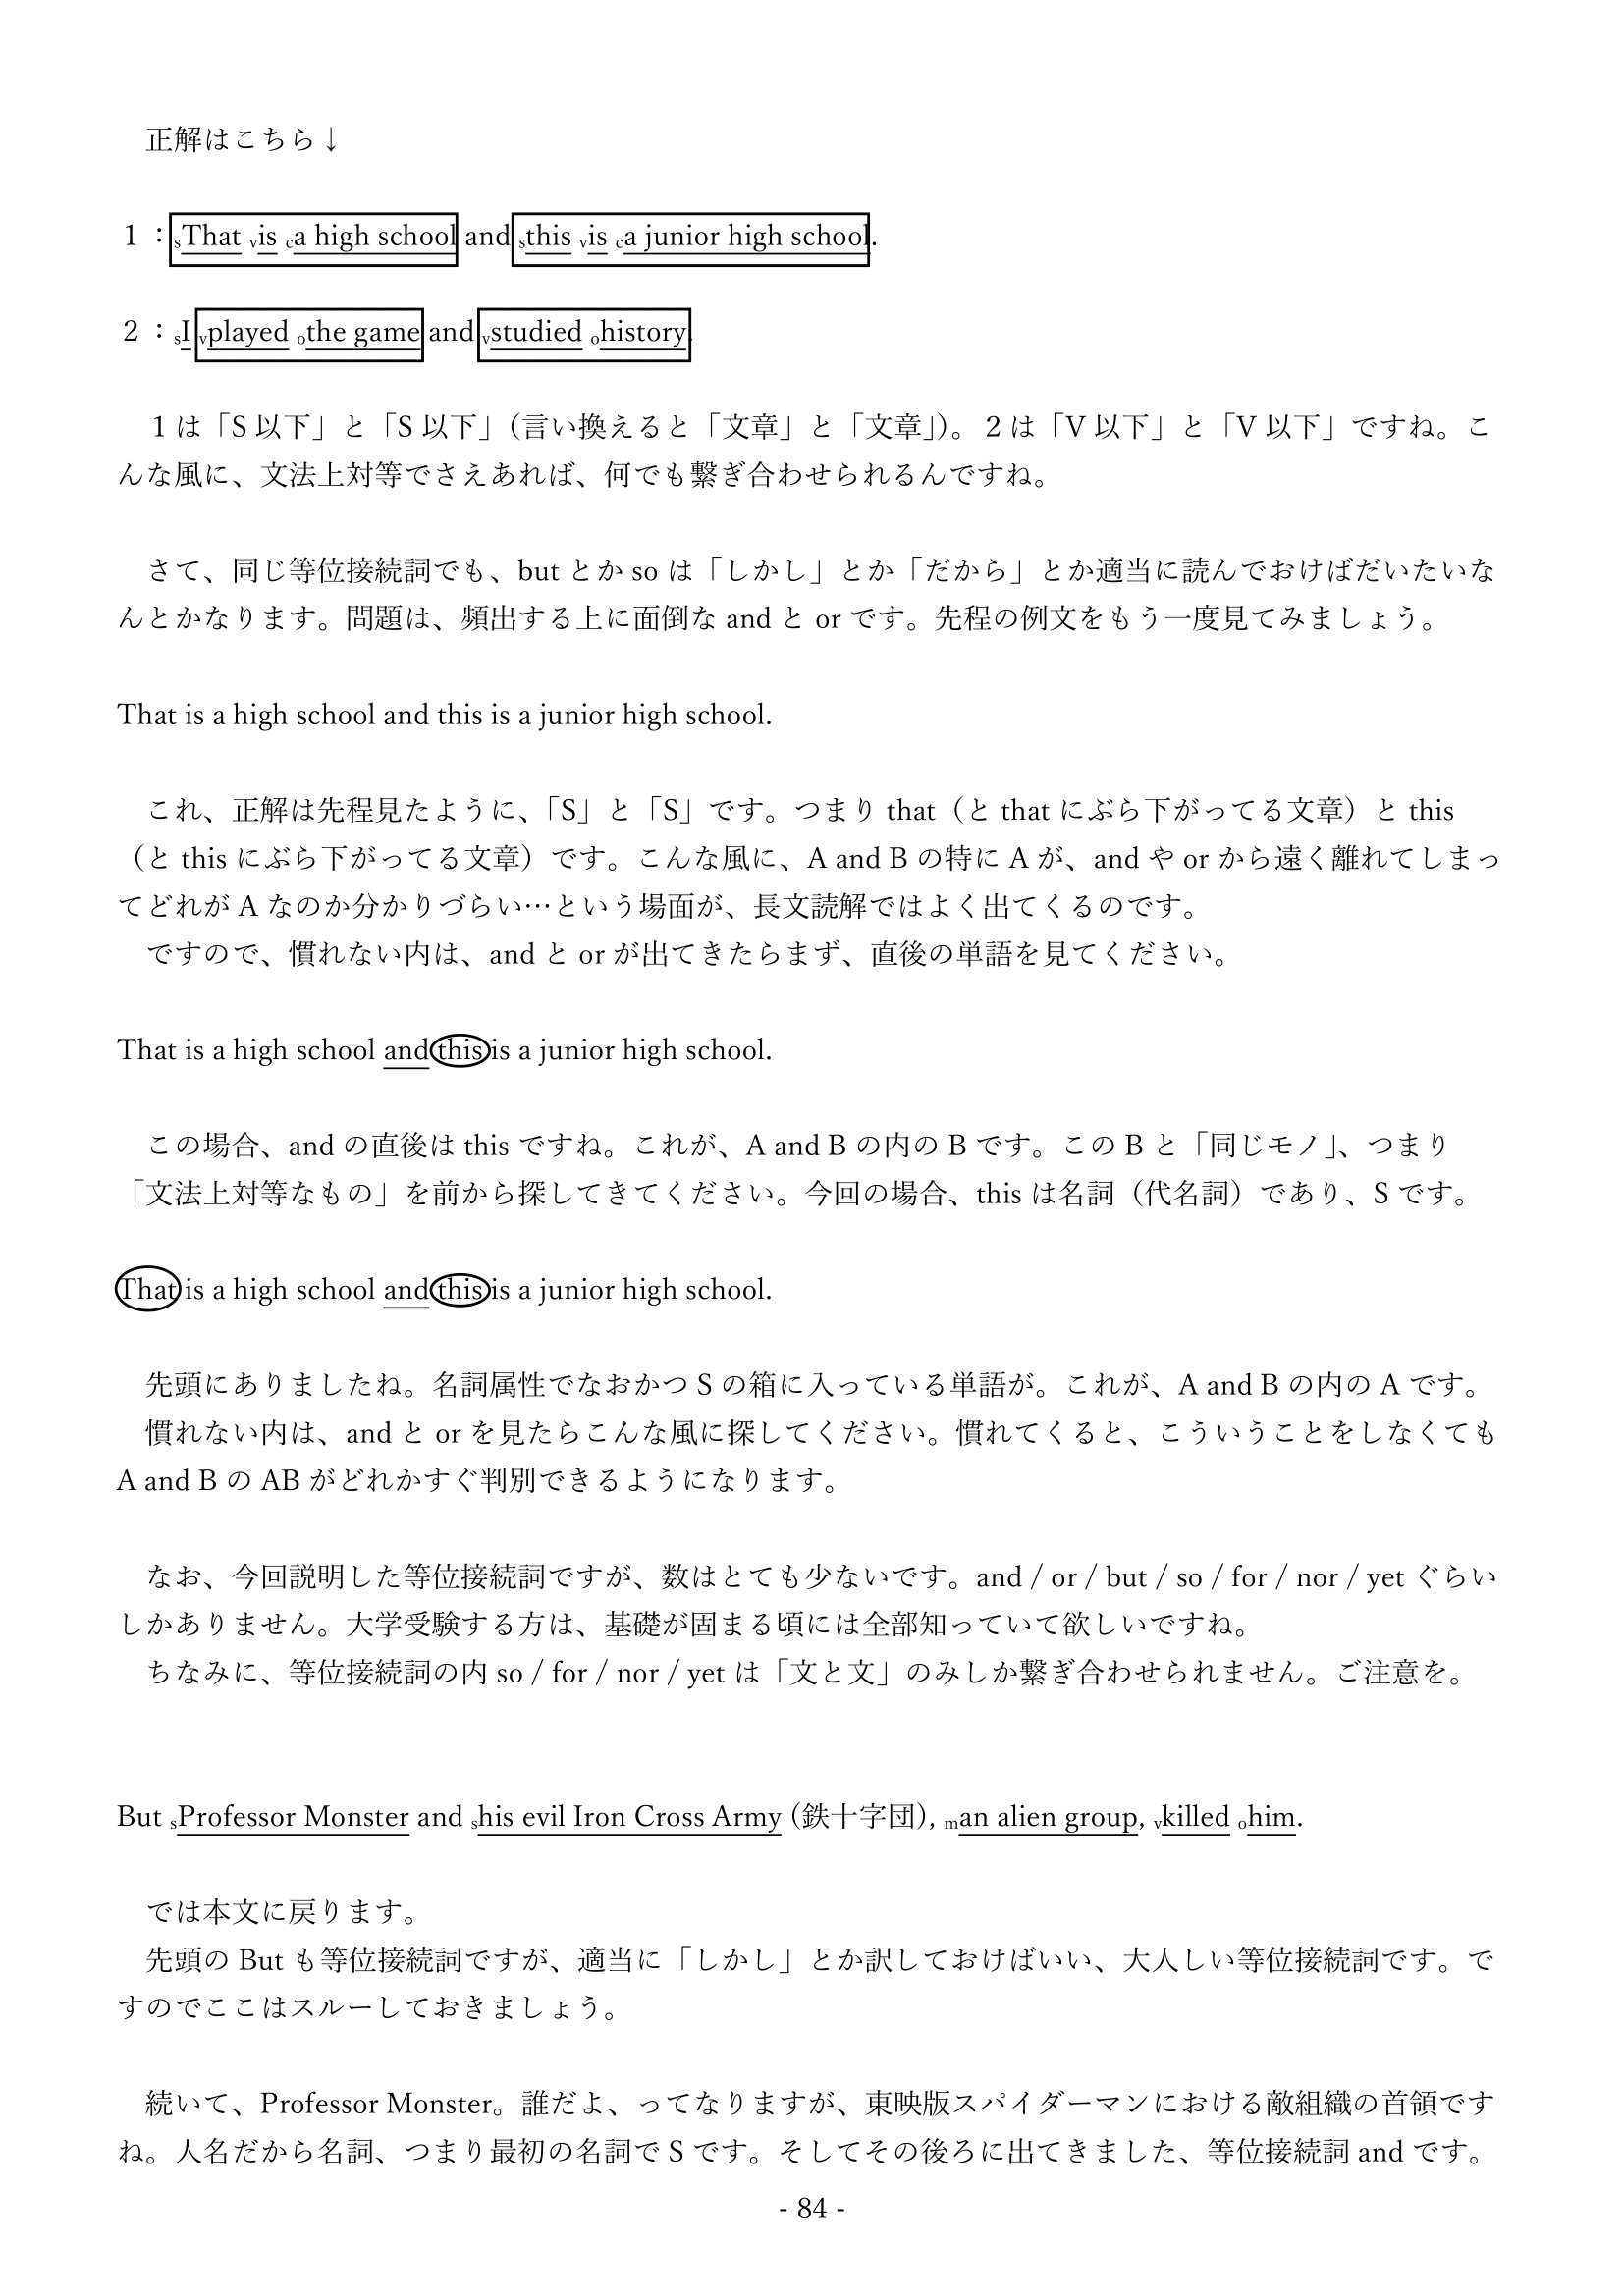 正解はこちら↓
1：sThat vis ca high school and sthis vis ca junior high school.
2：sI vplayed othe game and vstudied ohistory.
1は「S以下」と「S以下」（言い換えると「文章」と「文章」）。2は「V以下」と「V以下」ですね。こ
んな風に、文法上対等でさえあれば、何でも繋ぎ合わせられるんですね。
さて、同じ等位接続詞でも、but とか so は「しかし」とか「だから」とか適当に読んでおけばだいたいな
んとかなります。問題は、頻出する上に面倒な and と or です。先程の例文をもう一度見てみましょう。
That is a high school and this is a junior high school.
これ、正解は先程見たように、「S」と「S」です。つまり that（と that にぶら下がってる文章）と this
（と this にぶら下がってる文章）です。こんな風に、A and B の特に A が、and や or から遠く離れてしまっ
てどれが A なのか分かりづらい…という場面が、長文読解ではよく出てくるのです。
ですので、慣れない内は、and と or が出てきたらまず、直後の単語を見てください。
That is a high school and this is a junior high school.
この場合、and の直後は this ですね。これが、A and B の内の B です。この B と「同じモノ」、つまり
「文法上対等なもの」を前から探してきてください。今回の場合、this は名詞（代名詞）であり、S です。
That is a high school and this is a junior high school.
先頭にありましたね。名詞属性でなおかつ S の箱に入っている単語が。これが、A and B の内の A です。
慣れない内は、and と or を見たらこんな風に探してください。慣れてくると、こういうことをしなくても
A and B の AB がどれかすぐ判別できるようになります。
なお、今回説明した等位接続詞ですが、数はとても少ないです。and / or / but / so / for / nor / yet ぐらい
しかありません。大学受験する方は、基礎が固まる頃には全部知っていて欲しいですね。
ちなみに、等位接続詞の内 so / for / nor / yet は「文と文」のみしか繋ぎ合わせられません。ご注意を。
But sProfessor Monster and shis evil Iron Cross Army (鉄十字団), man alien group, vkilled ohim.
では本文に戻ります。
先頭の But も等位接続詞ですが、適当に「しかし」とか訳しておけばいい、大人しい等位接続詞です。で
すのでここはスルーしておきましょう。
続いて、Professor Monster。誰だよ、ってなりますが、東映版スパイダーマンにおける敵組織の首領です
ね。人名だから名詞、つまり最初の名詞で S です。そしてその後ろに出てきました、等位接続詞 and です。
- 84 -